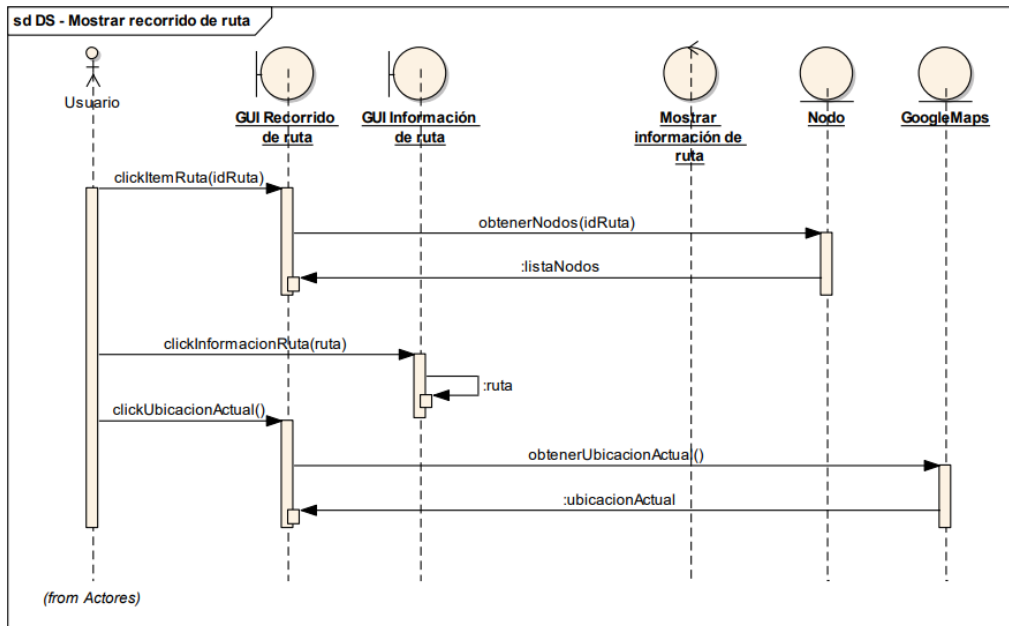 sd DS - Mostrar recorrido de ruta
Usuario
GUI Recorrido
de ruta
GUI Información
de ruta
Mostrar
información de
ruta
Nodo
GoogleMaps
clickItemRuta(idRuta)
obtenerNodos(idRuta)
:listaNodos
clickInformacionRuta(ruta)
:ruta
clickUbicacionActual()
obtenerUbicacionActual()
:ubicacionActual
(from Actores)